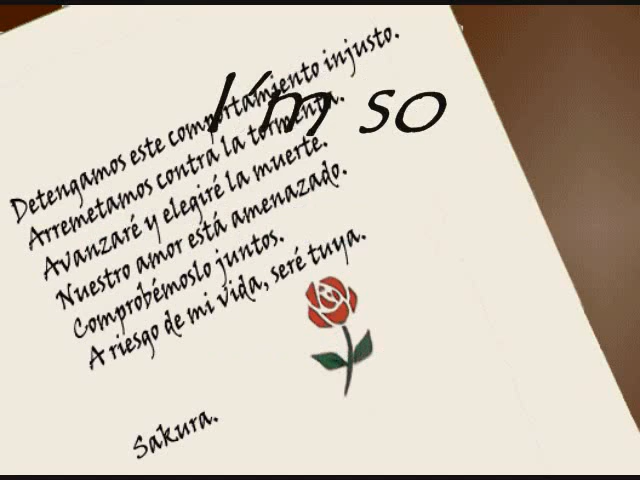 I´m so
Detengamos este comportamiento injusto.
Arremetamos contra la tormenta.
Avanzaré y elegiré la muerte.
Nuestro amor está amenazado.
Comprobémoslo juntos.
A riesgo de mi vida, seré tuya.
Sakura.